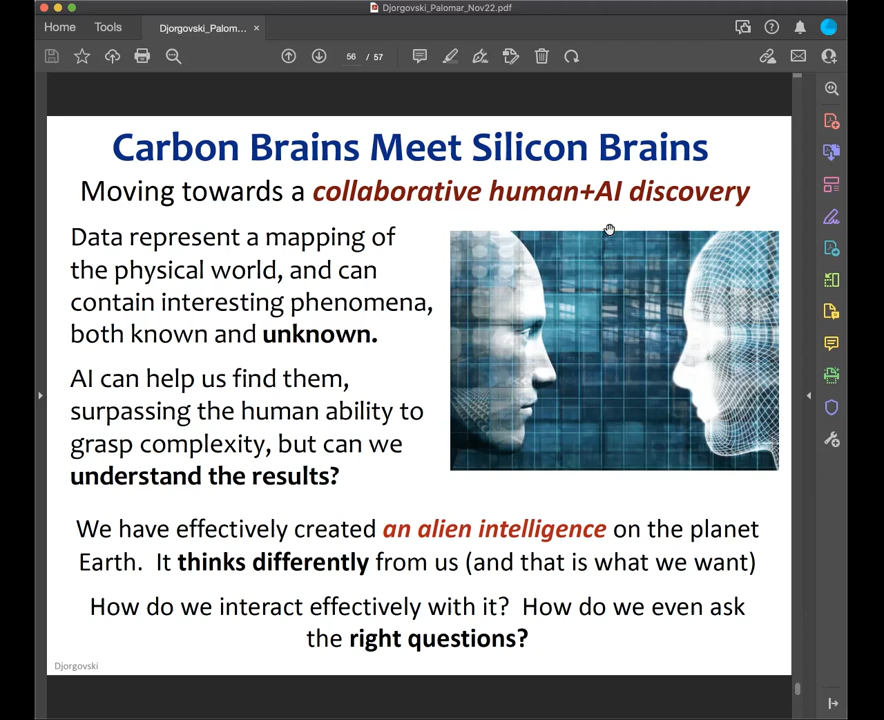 Djorgovski_Palomar_Nov22.pdf
Home Tools Djorgovski_Palom... ×
56 / 57
Carbon Brains Meet Silicon Brains
Moving towards a collaborative human+AI discovery
Data represent a mapping of
the physical world, and can
contain interesting phenomena,
both known and unknown.
AI can help us find them,
surpassing the human ability to
grasp complexity, but can we
understand the results?
We have effectively created an alien intelligence on the planet
Earth. It thinks differently from us (and that is what we want)
How do we interact effectively with it? How do we even ask
the right questions?
Djorgovski